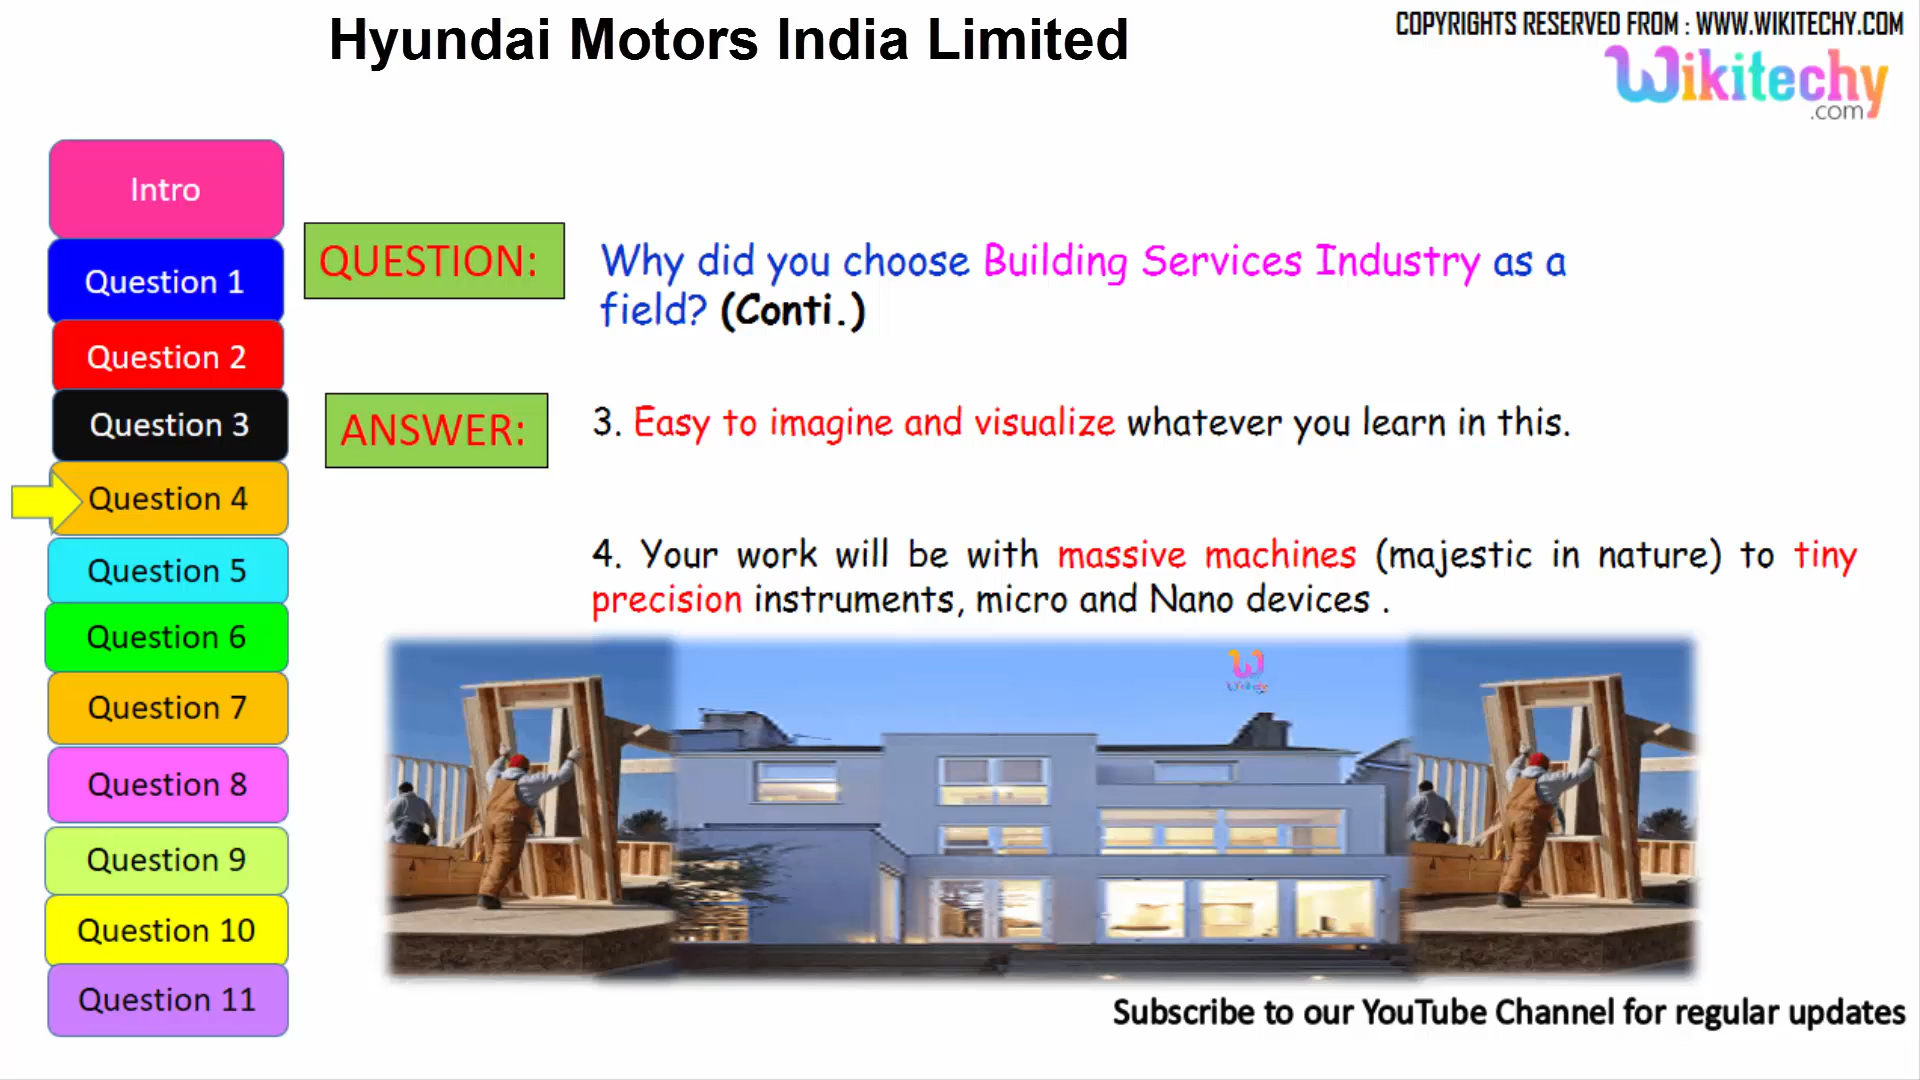 Hyundai Motors India Limited
COPYRIGHTS RESERVED FROM : WWW.WIKITECHY.COM
Wikitechy
.com
Intro
Question 1
Question 2
Question 3
Question 4
Question 5
Question 6
Question 7
Question 8
Question 9
Question 10
Question 11
QUESTION:
Why did you choose Building Services Industry as a
field? (Conti.)
ANSWER:
3. Easy to imagine and visualize whatever you learn in this.
4. Your work will be with massive machines (majestic in nature) to tiny
precision instruments, micro and Nano devices .
W
Wikitechy
Subscribe to our YouTube Channel for regular updates